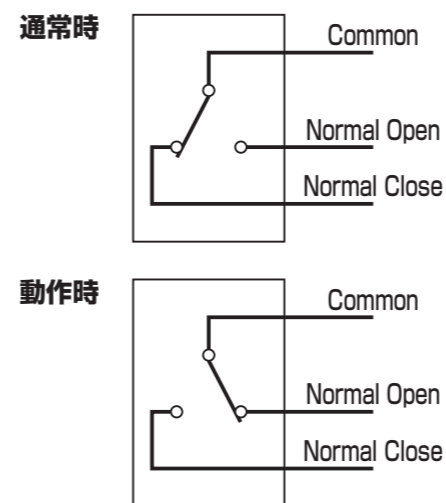 通常時
Common
Normal Open
Normal Close
動作時
Common
Normal Open
Normal Close